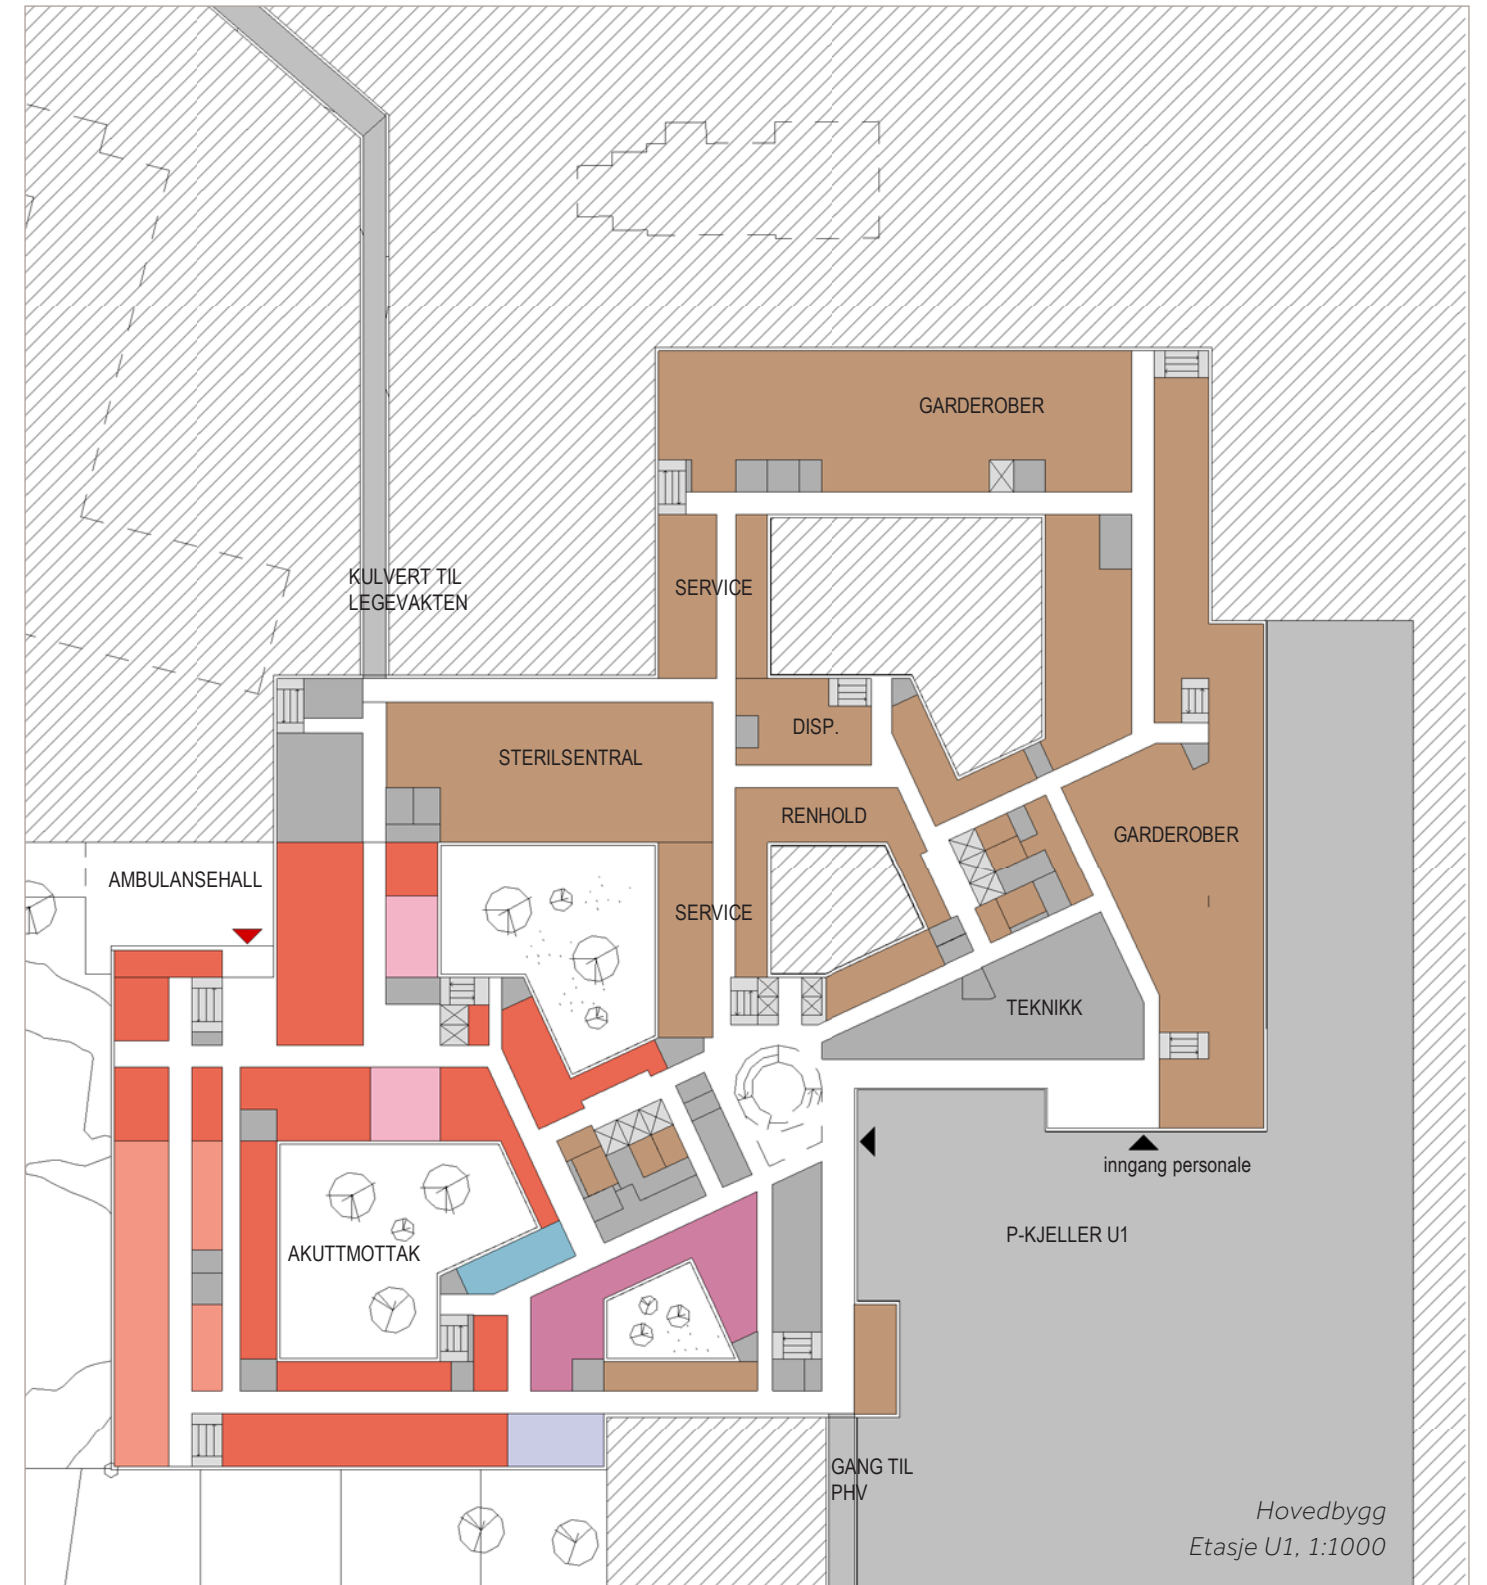 GARDEROBER
KULVERT TIL
LEGEVAKTEN
SERVICE
DISP.
STERILSENTRAL
RENHOLD
GARDEROBER
AMBULANSEHALL
SERVICE
TEKNIKK
inngang personale
P-KJELLER U1
AKUTTMOTTAK
GANG TIL
PHV
Hovedbygg
Etasje U1, 1:1000